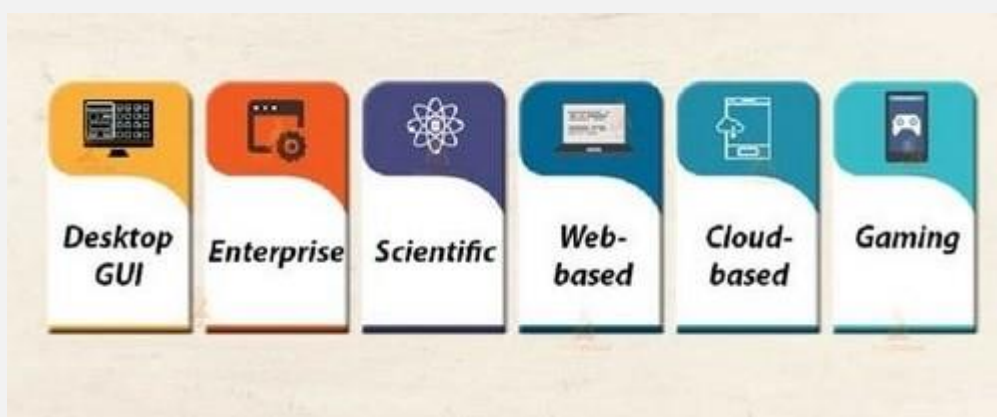 Desktop
GUI
Enterprise
Scientific
Web-
based
Cloud-
based
Gaming